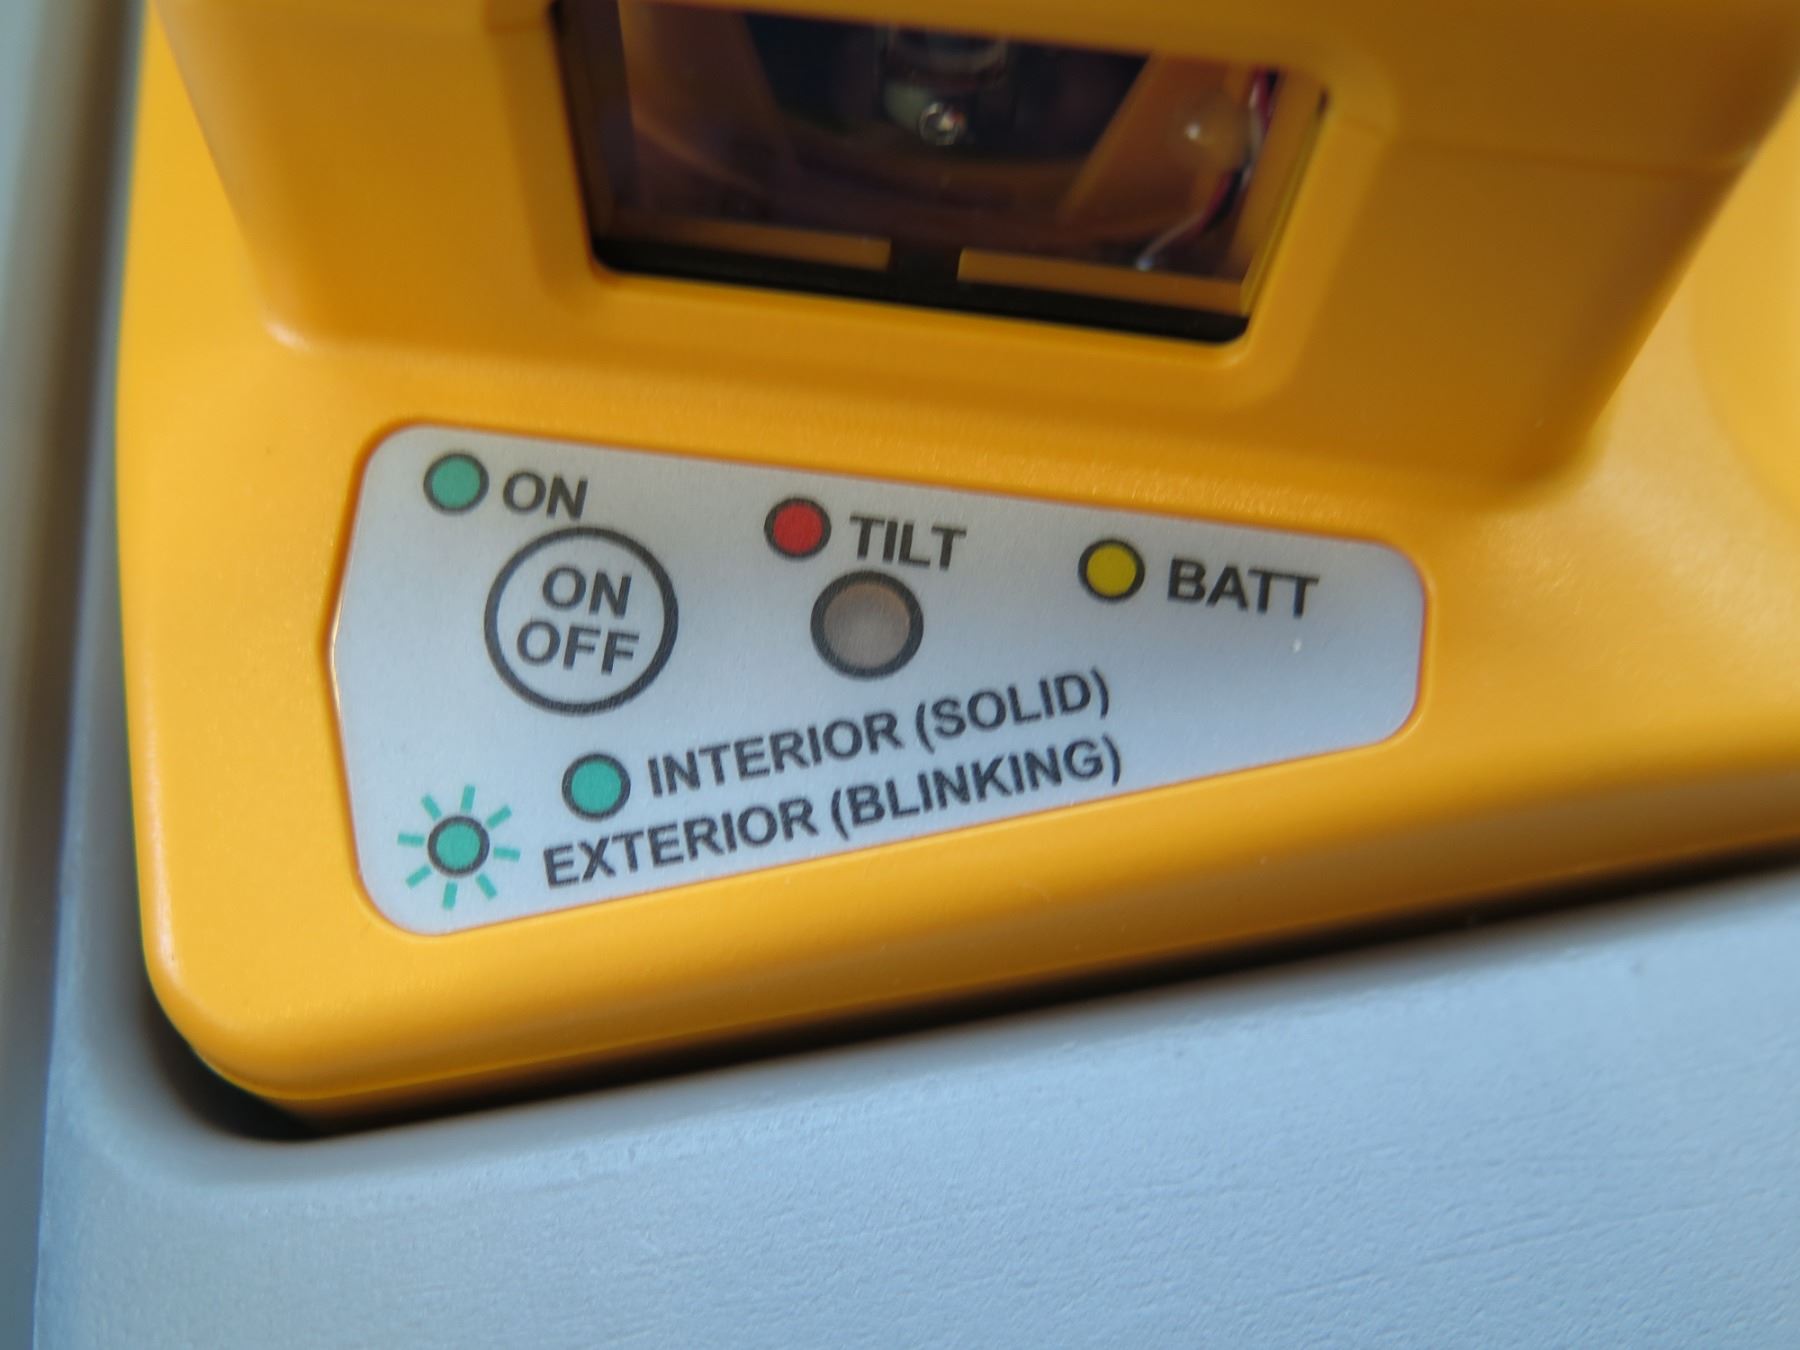 ON
TILT
BATT
ON
OFF
INTERIOR (SOLID)
EXTERIOR (BLINKING)